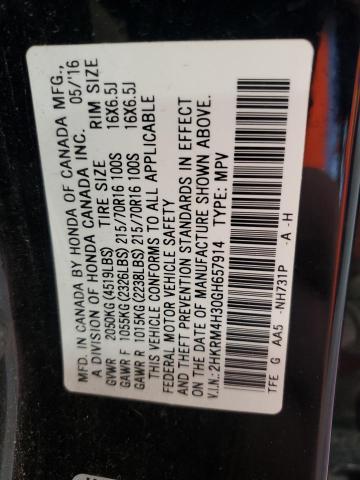 MFD. IN CANADA BY HONDA OF CANADA MFG.,
A DIVISION OF HONDA CANADA INC. 05/'16
TIRE SIZE RIM SIZE
GVWR 2050KG (4519LBS)
GAWR F 1055KG (2326LBS) 215/70R16 100S 16X6.5J
GAWR R 1015KG (2238LBS) 215/70R16 100S 16X6.5J
THIS VEHICLE CONFORMS TO ALL APPLICABLE
FEDERAL MOTOR VEHICLE SAFETY
AND THEFT PREVENTION STANDARDS IN EFFECT
ON THE DATE OF MANUFACTURE SHOWN ABOVE.
V.I.N.: 2HKRM4H30GH657914 TYPE: MPV
TFE G AA5 -NH731P -A -H